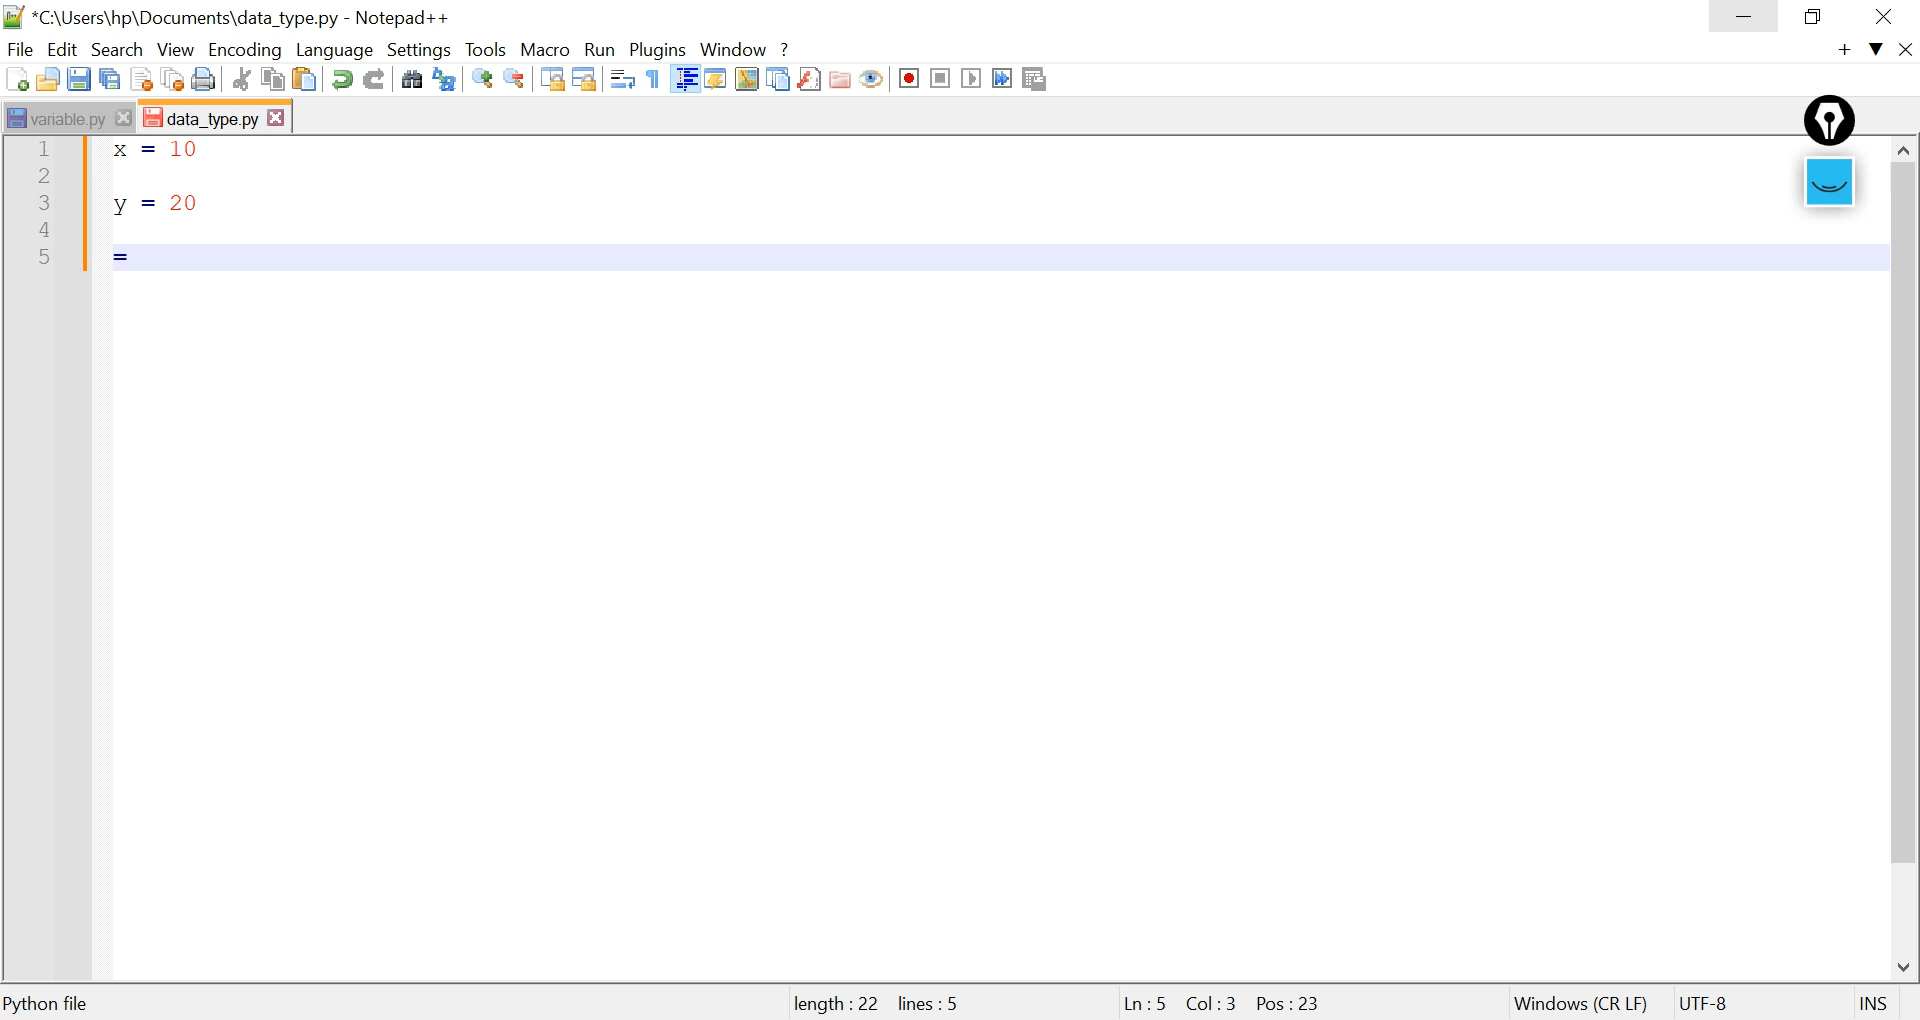 *C:\Users\hp\Documents\data_type.py - Notepad++
File Edit Search View Encoding Language Settings Tools Macro Run Plugins Window ?
variable.py data_type.py
1 x = 10
2
3 y = 20
4
5 =
Python file length : 22 lines : 5 Ln : 5 Col : 3 Pos : 23 Windows (CR LF) UTF-8 INS